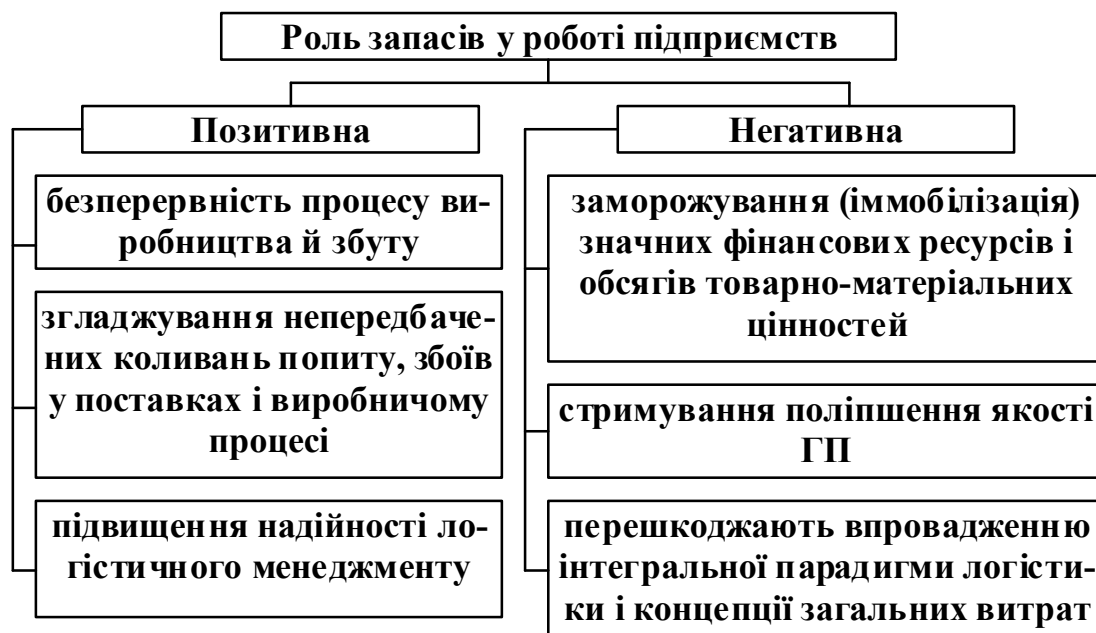 Роль запасів у роботі підприємств
Позитивна
безперервність процесу ви-
робництва й збуту
згладжування непередбаче-
них коливань попиту, збоїв
у поставках і виробничому
процесі
підвищення надійності ло-
гістичного менеджменту
Негативна
заморожування (іммобілізація)
значних фінансових ресурсів і
обсягів товарно-матеріальних
цінностей
стримування поліпшення якості
ГП
перешкоджають впровадженню
інтегральної парадигми логісти-
ки і концепції загальних витрат